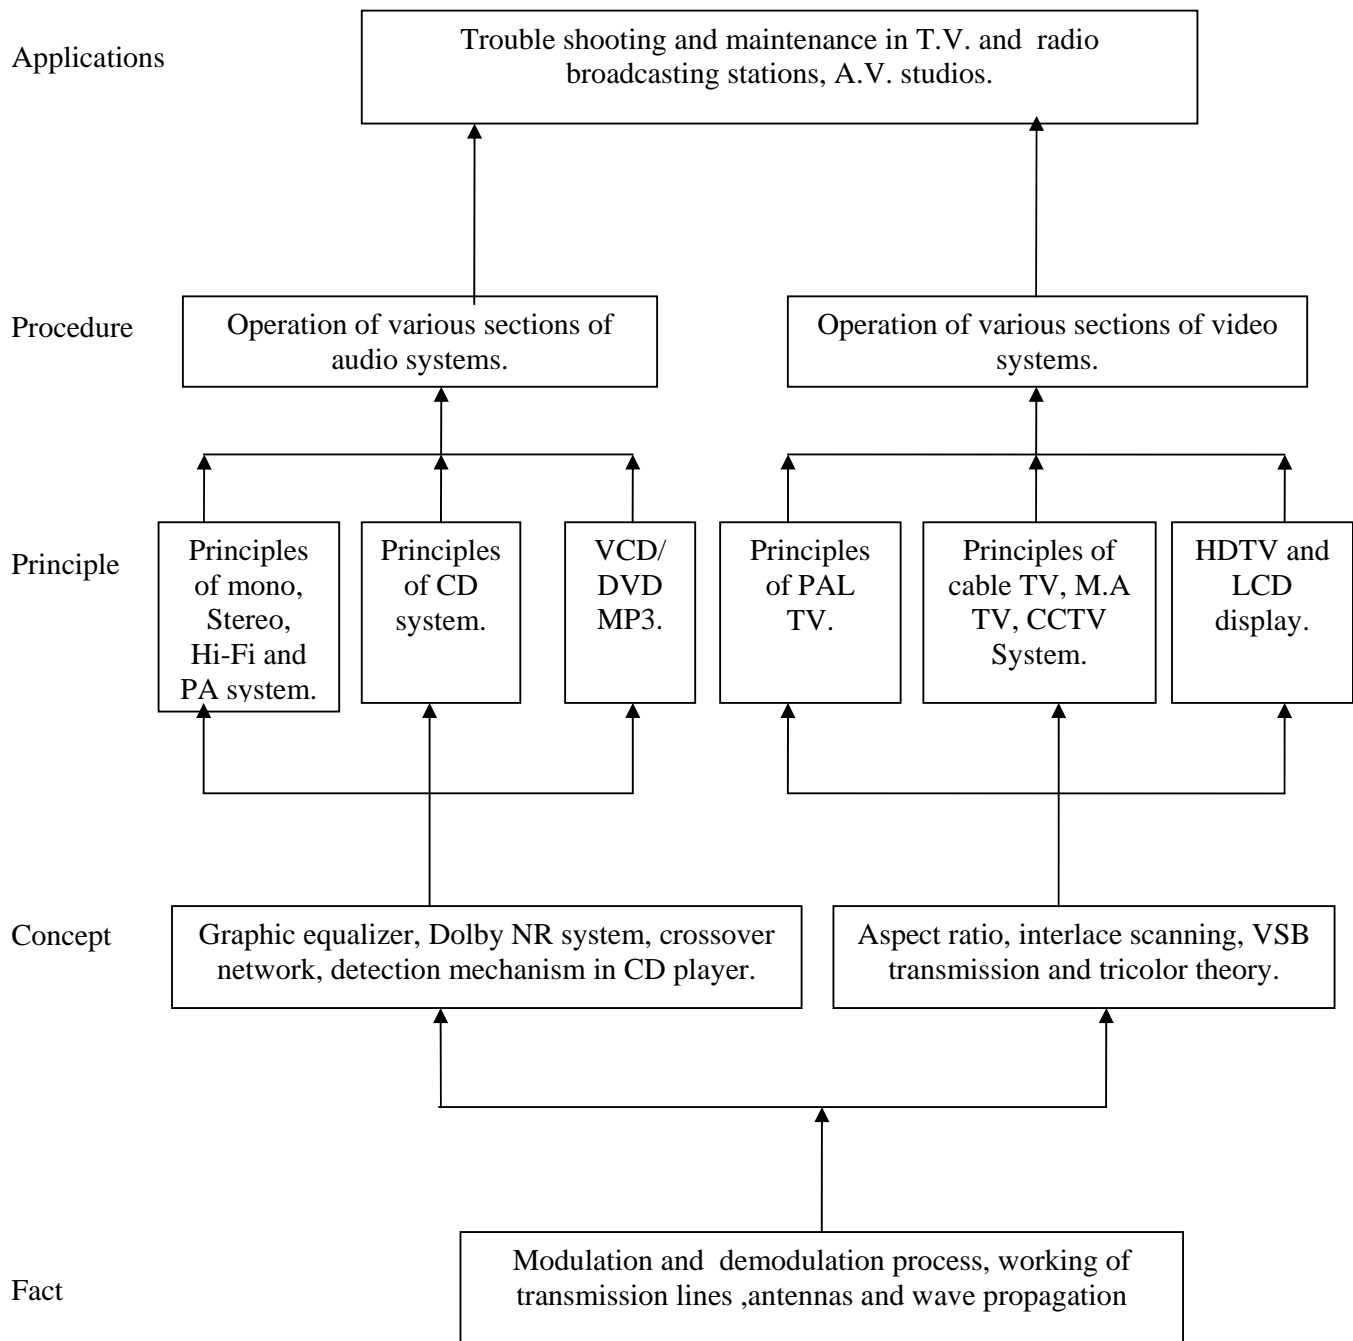 Applications
Trouble shooting and maintenance in T.V. and  radio
broadcasting stations, A.V. studios.
Procedure
Operation of various sections of
audio systems.
Operation of various sections of video
systems.
Principle
Principles
of mono,
Stereo,
Hi-Fi and
PA system.
Principles
of CD
system.
VCD/
DVD
MP3.
Principles
of PAL
TV.
Principles of
cable TV, M.A
TV, CCTV
System.
HDTV and
LCD
display.
Concept
Graphic equalizer, Dolby NR system, crossover
network, detection mechanism in CD player.
Aspect ratio, interlace scanning, VSB
transmission and tricolor theory.
Fact
Modulation and  demodulation process, working of
transmission lines ,antennas and wave propagation